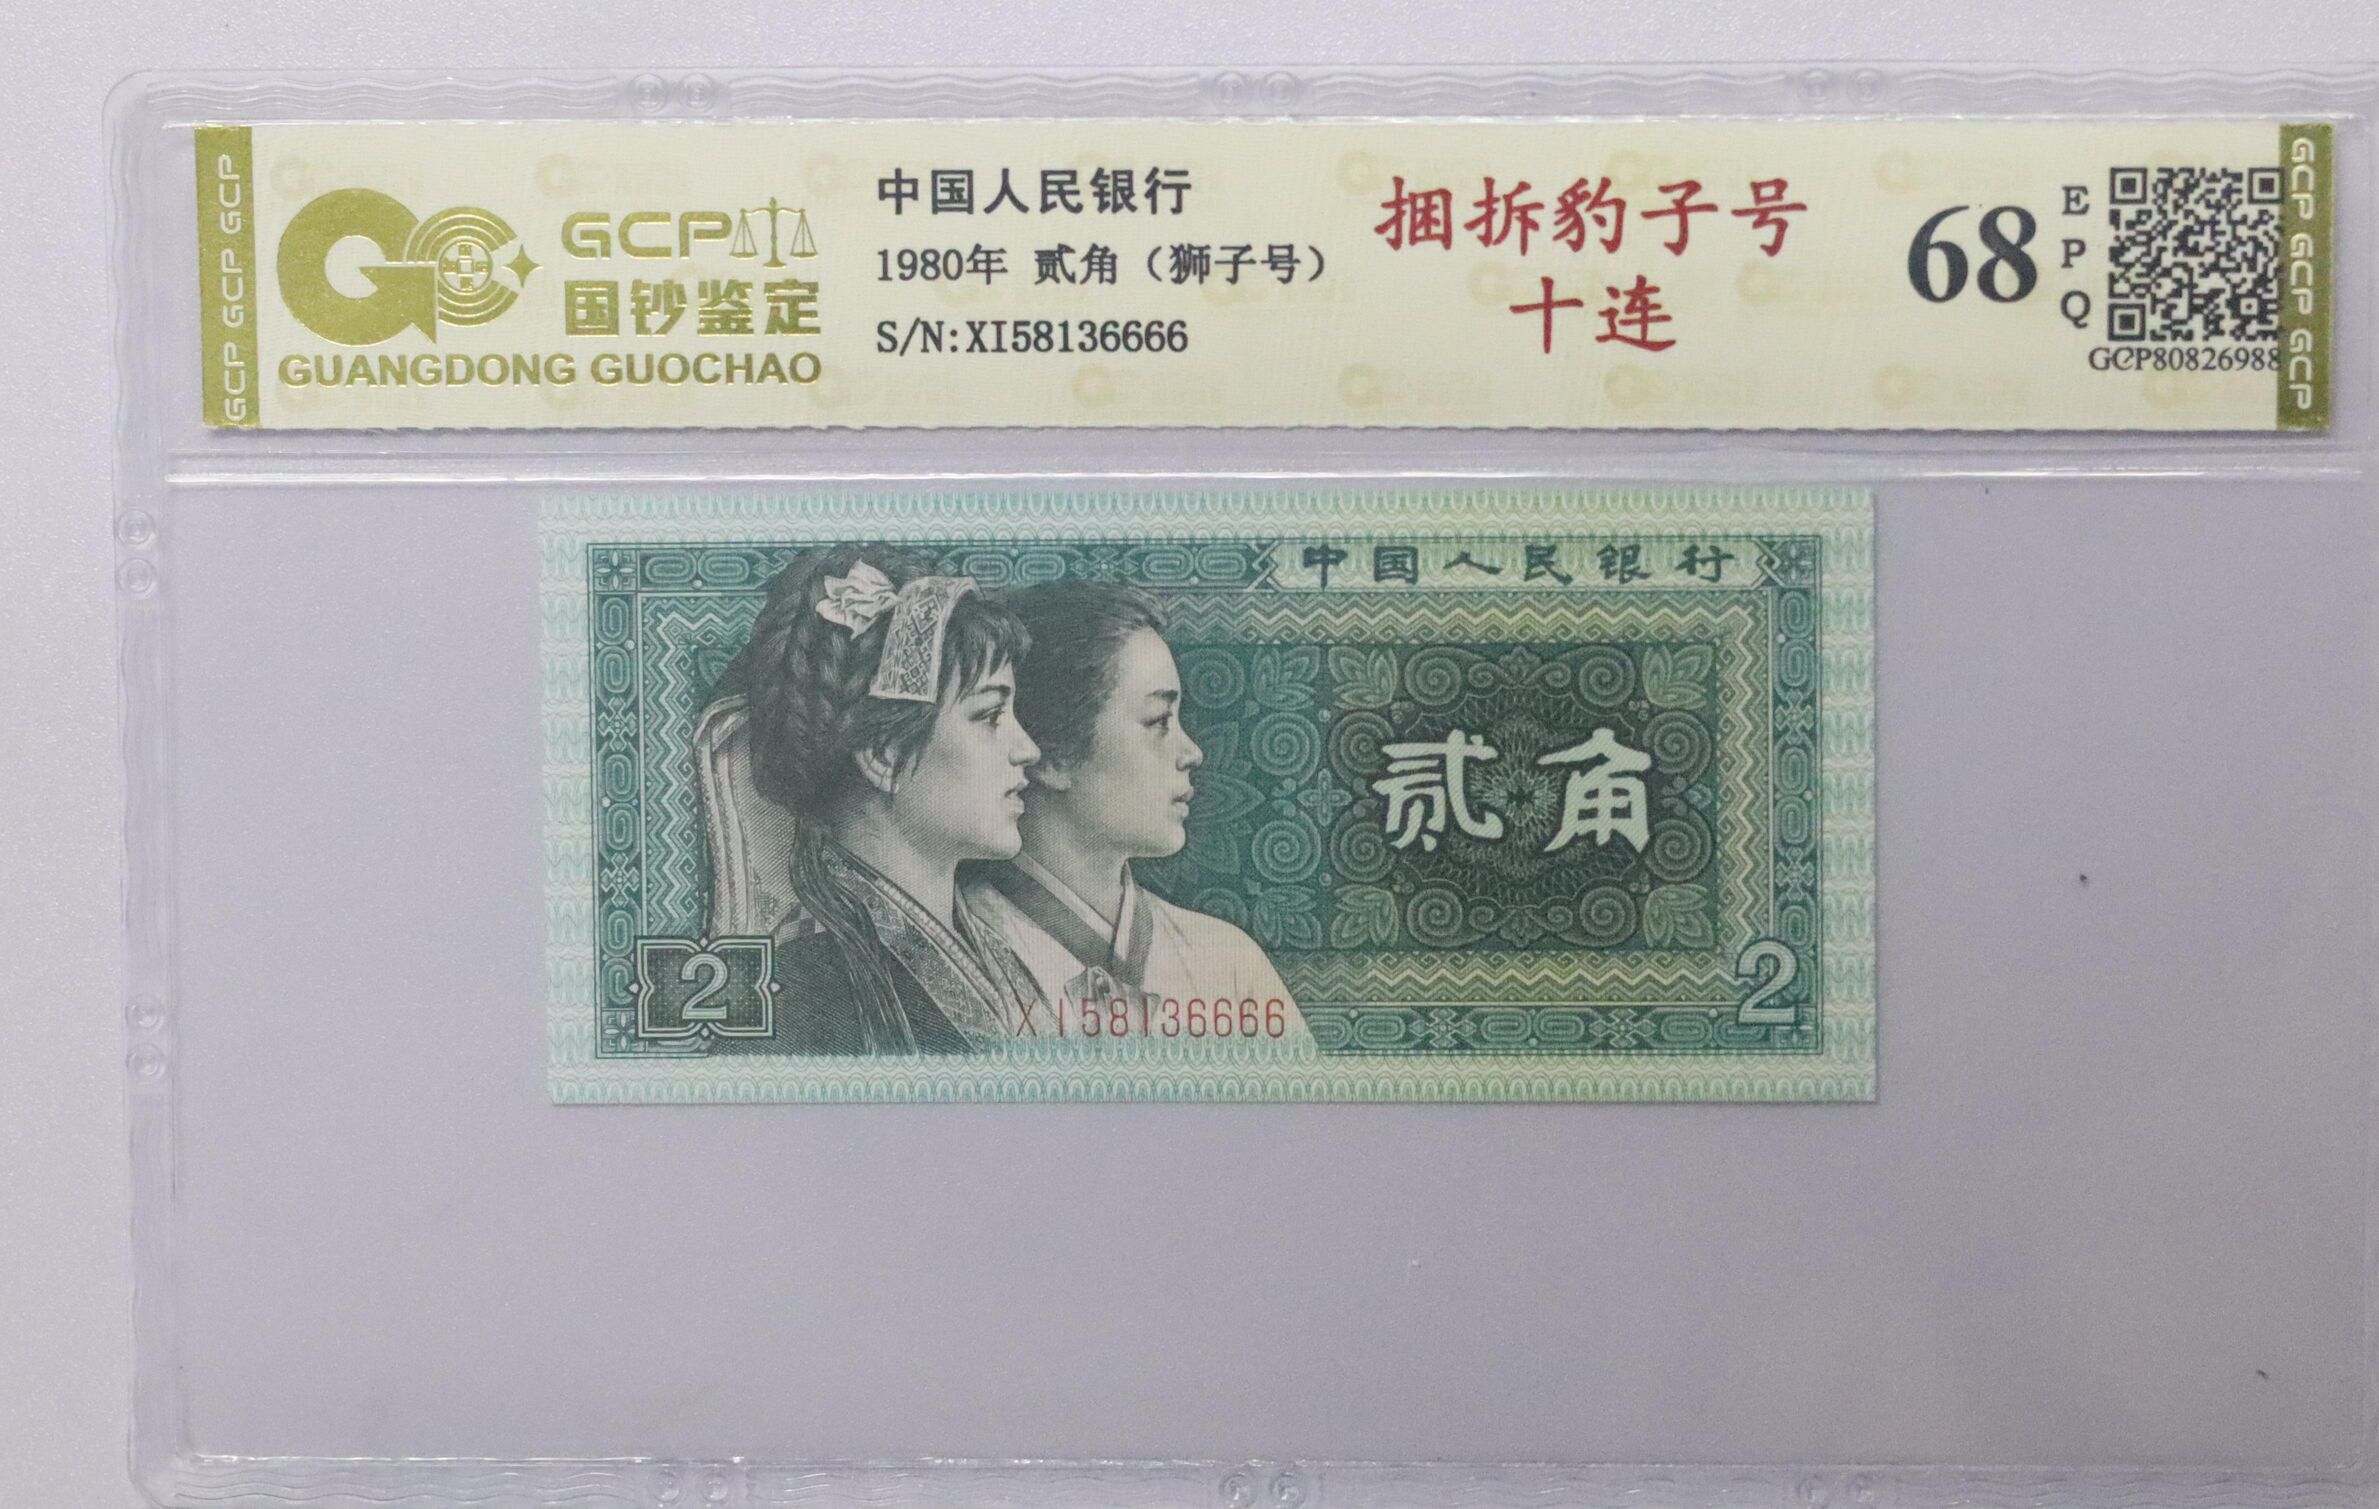 GCP GCP GCP
GCP
国钞鉴定
GUANGDONG GUOCHAO
中国人民银行
1980年 贰角（狮子号）
S/N:XI58136666
捆拆豹子号
十连
68
EPQ
GCP80826988
GCP GCP GCP
中国人民银行
贰角
2
XI58136666
2